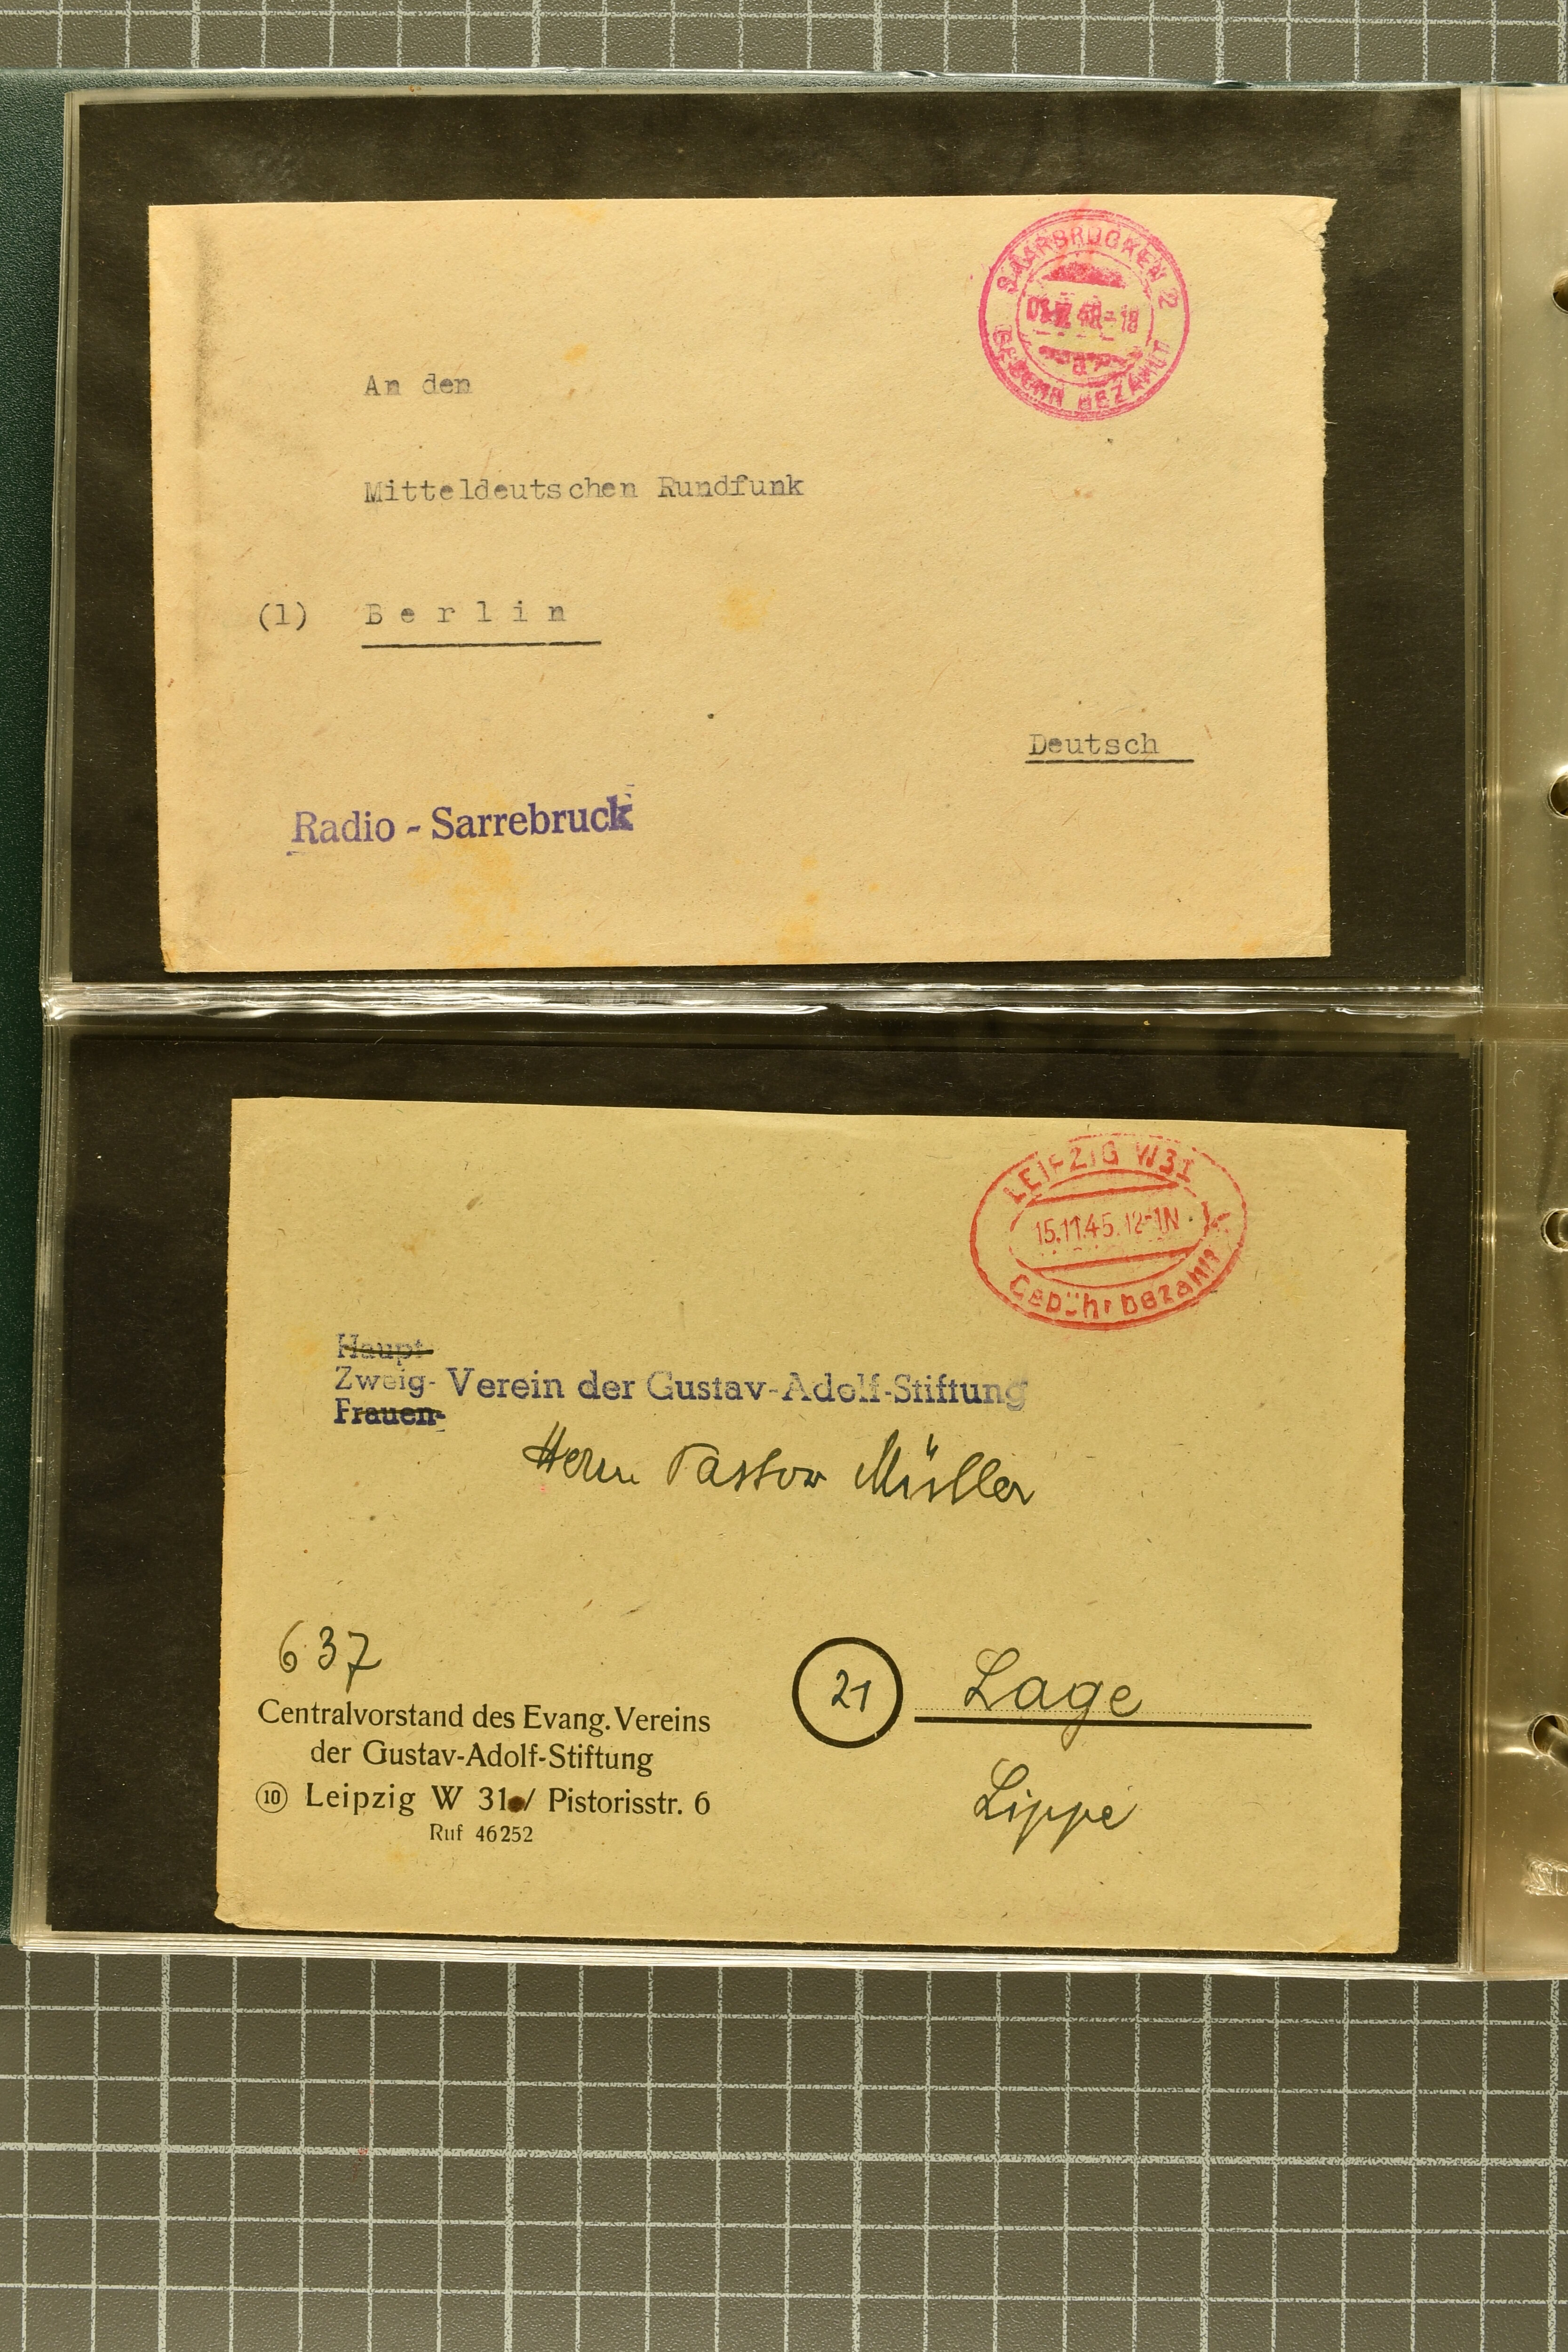 SAARBRÜCKEN 2
48-18
a
GEBÜHR BEZAHLT
An den
Mitteldeutschen Rundfunk
(1) Berlin
Deutsch
Radio - Sarrebruck
LEIPZIG W31
15.11.45.12-1N
Gebühr bezahlt
Haupt-
Zweig- Verein der Gustav-Adolf-Stiftung
Frauen-
Herrn Pastor Müller
637
Centralvorstand des Evang. Vereins
der Gustav-Adolf-Stiftung
10 Leipzig W 31 / Pistorisstr. 6
Ruf 46252
21 Lage
Lippe